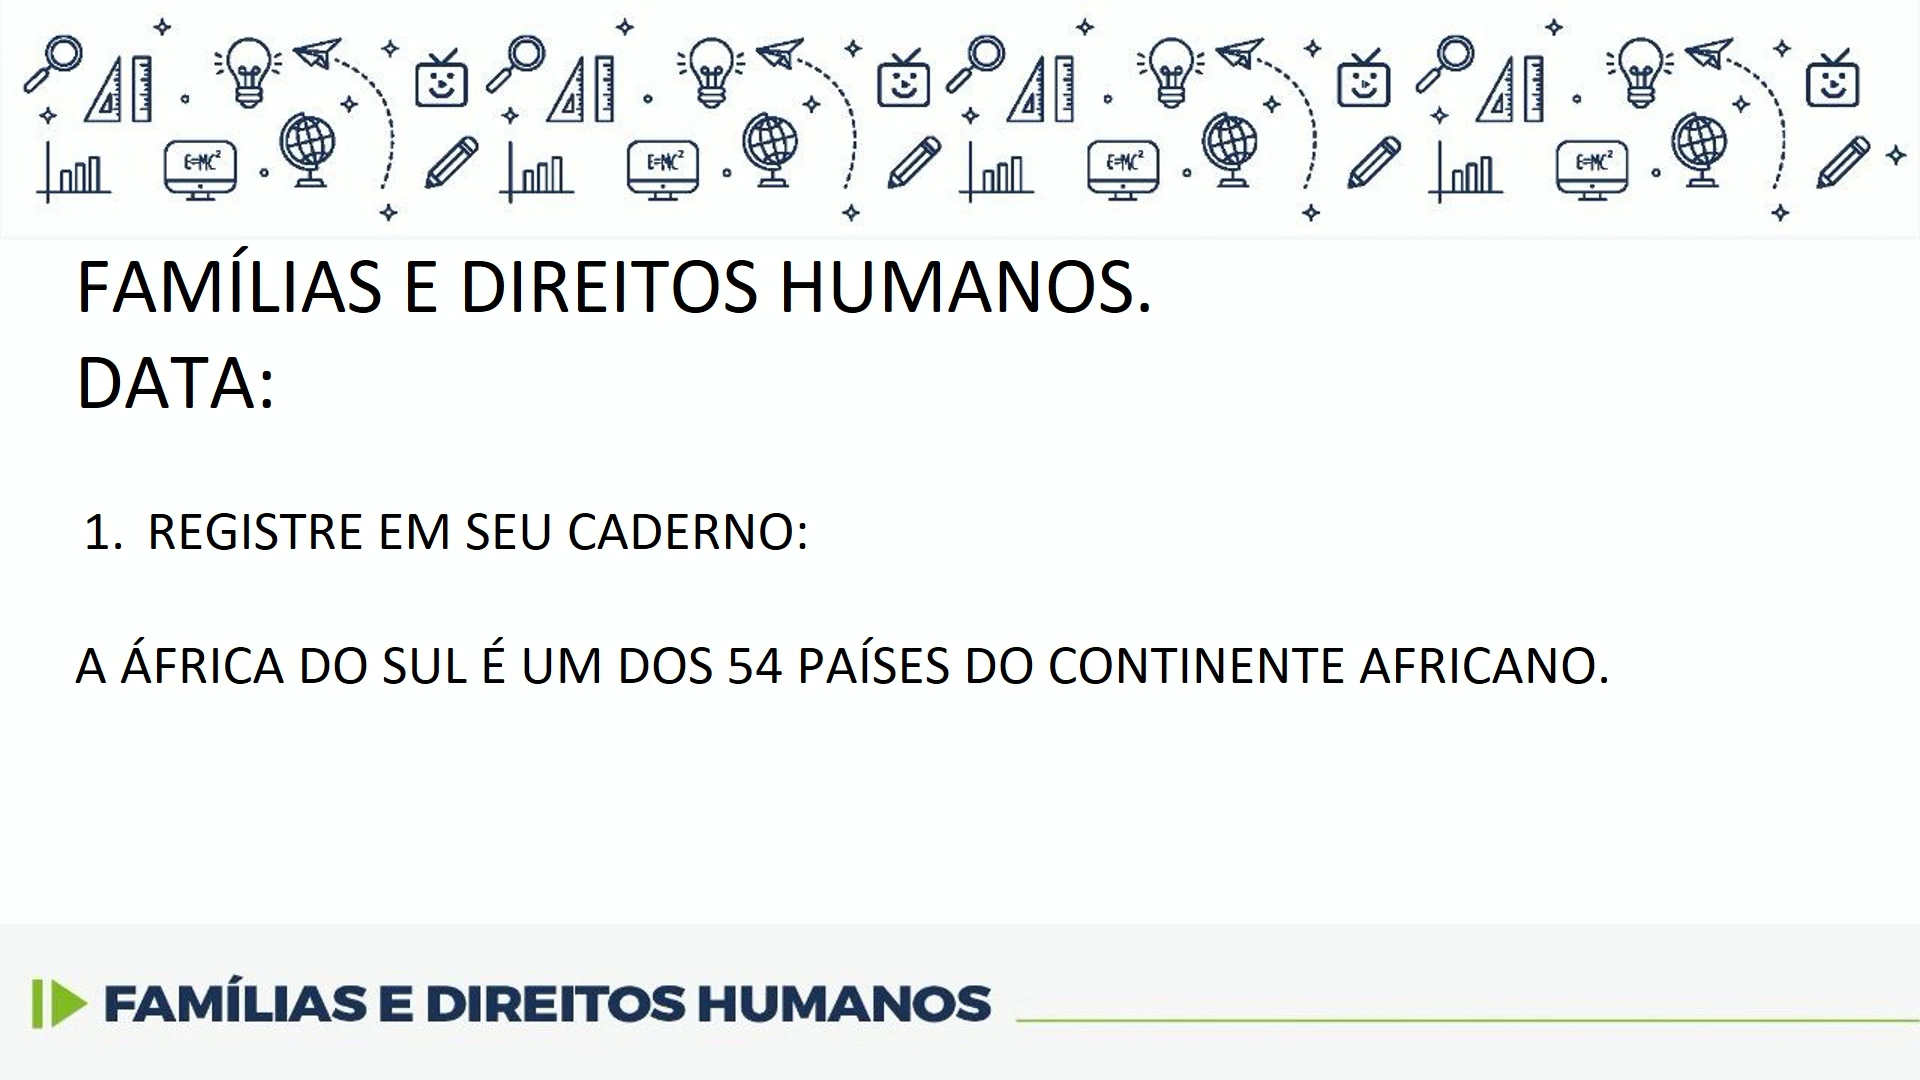 E=MC² E=MC² E=MC² E=MC²
FAMÍLIAS E DIREITOS HUMANOS.
DATA:
1. REGISTRE EM SEU CADERNO:
A ÁFRICA DO SUL É UM DOS 54 PAÍSES DO CONTINENTE AFRICANO.
FAMÍLIAS E DIREITOS HUMANOS